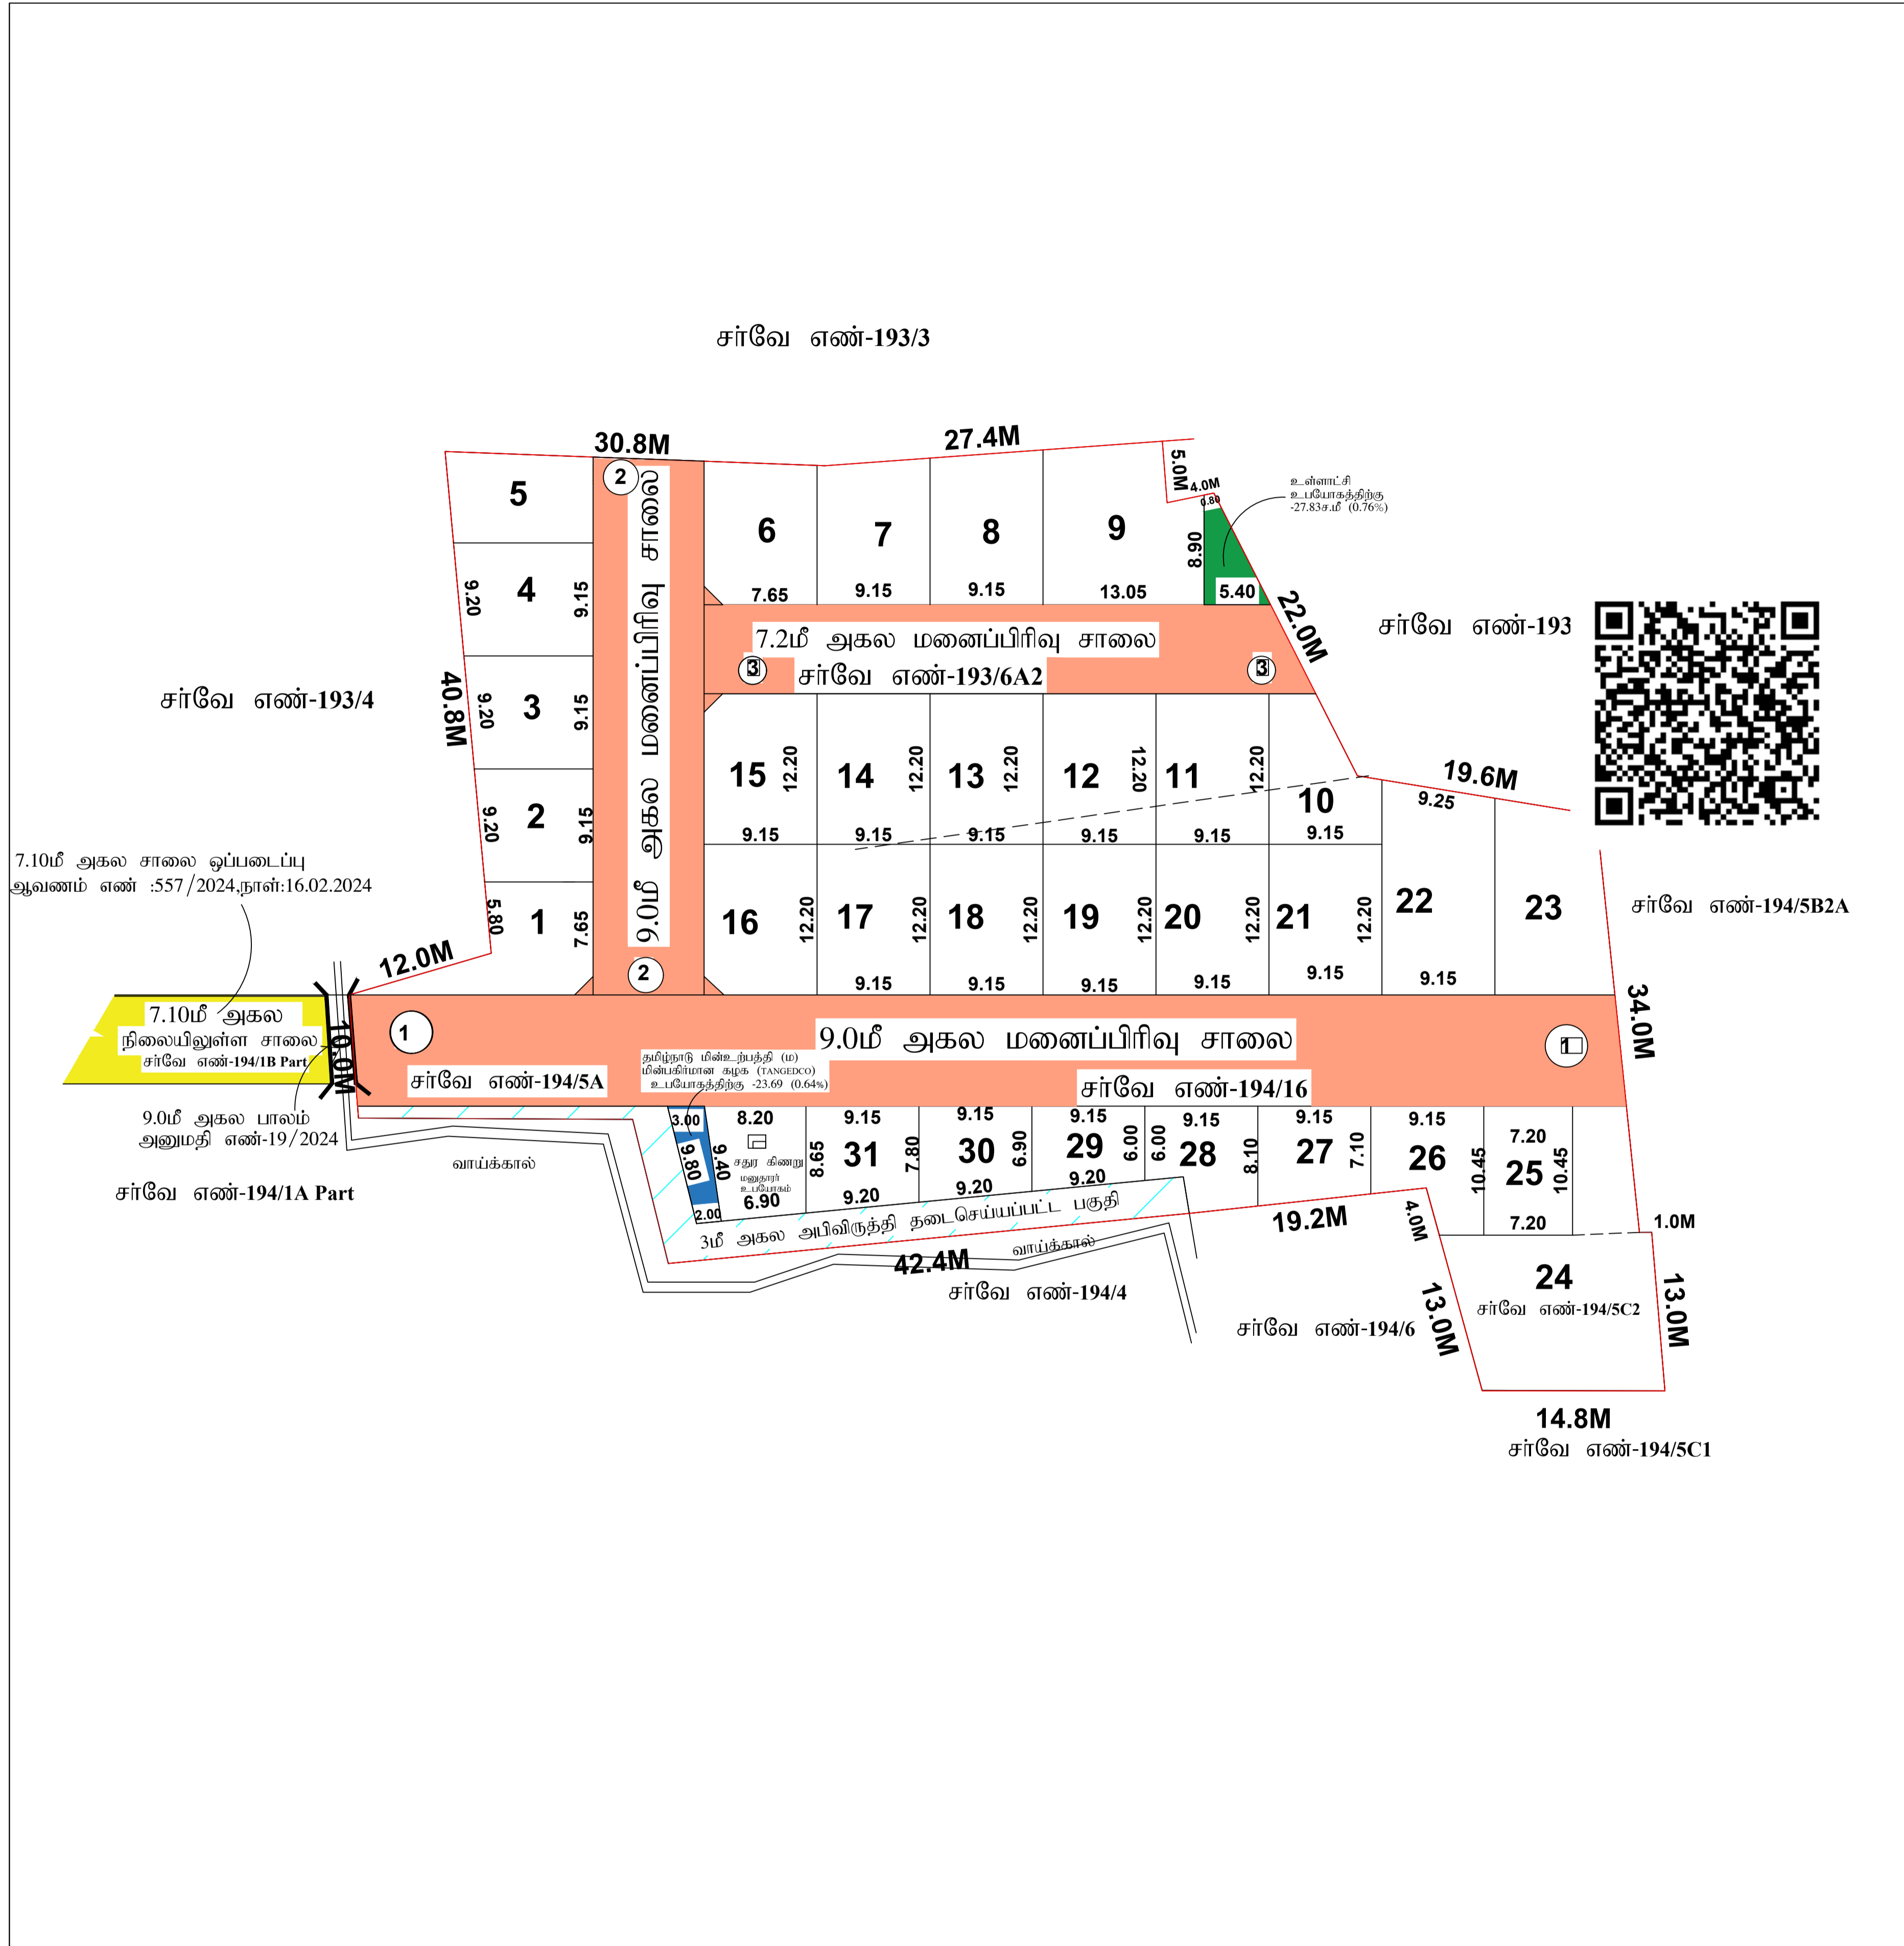 சர்வே எண்-193/3
30.8M
27.4M
5.0M
4.0M
0.80
உள்ளாட்சி
உபயோகத்திற்கு
-27.83ச.மீ (0.76%)
5
2
6
7
8
9
8.90
5.40
7.65
9.15
9.15
13.05
4
9.20
9.15
9.0மீ அகல மனைப்பிரிவு சாலை
7.2மீ அகல மனைப்பிரிவு சாலை
3
சர்வே எண்-193/6A2
3
22.0M
சர்வே எண்-193
சர்வே எண்-193/4
40.8M
9.20
3
9.15
15
12.20
14
12.20
13
12.20
12
12.20
11
12.20
10
19.6M
9.25
9.15
9.15
9.15
9.15
9.15
9.15
9.20
2
9.15
7.10மீ அகல சாலை ஒப்படைப்பு
ஆவணம் எண் :557/2024,நாள்:16.02.2024
5.80
1
7.65
16
12.20
17
12.20
18
12.20
19
12.20
20
12.20
21
12.20
22
23
சர்வே எண்-194/5B2A
12.0M
2
9.15
9.15
9.15
9.15
9.15
9.15
34.0M
7.10மீ அகல
நிலையிலுள்ள சாலை
சர்வே எண்-194/1B Part
10.0M
1
9.0மீ அகல மனைப்பிரிவு சாலை
1
சர்வே எண்-194/5A
தமிழ்நாடு மின்உற்பத்தி (ம)
மின்பகிர்மான கழக (TANGEDCO)
உபயோகத்திற்கு -23.69 (0.64%)
சர்வே எண்-194/16
9.0மீ அகல பாலம்
அனுமதி எண்-19/2024
வாய்க்கால்
சர்வே எண்-194/1A Part
3.00
9.80
9.40
2.00
8.20
சதுர கிணறு
மனுதாரர்
உபயோகம்
6.90
8.65
9.15
31
9.20
7.80
9.15
30
9.20
6.90
9.15
29
9.20
6.00
6.00
9.15
28
8.10
9.15
27
7.10
9.15
26
10.45
7.20
25
7.20
10.45
3மீ அகல அபிவிருத்தி தடைசெய்யப்பட்ட பகுதி
42.4M
வாய்க்கால்
சர்வே எண்-194/4
19.2M
4.0M
1.0M
சர்வே எண்-194/6
13.0M
24
சர்வே எண்-194/5C2
13.0M
14.8M
சர்வே எண்-194/5C1